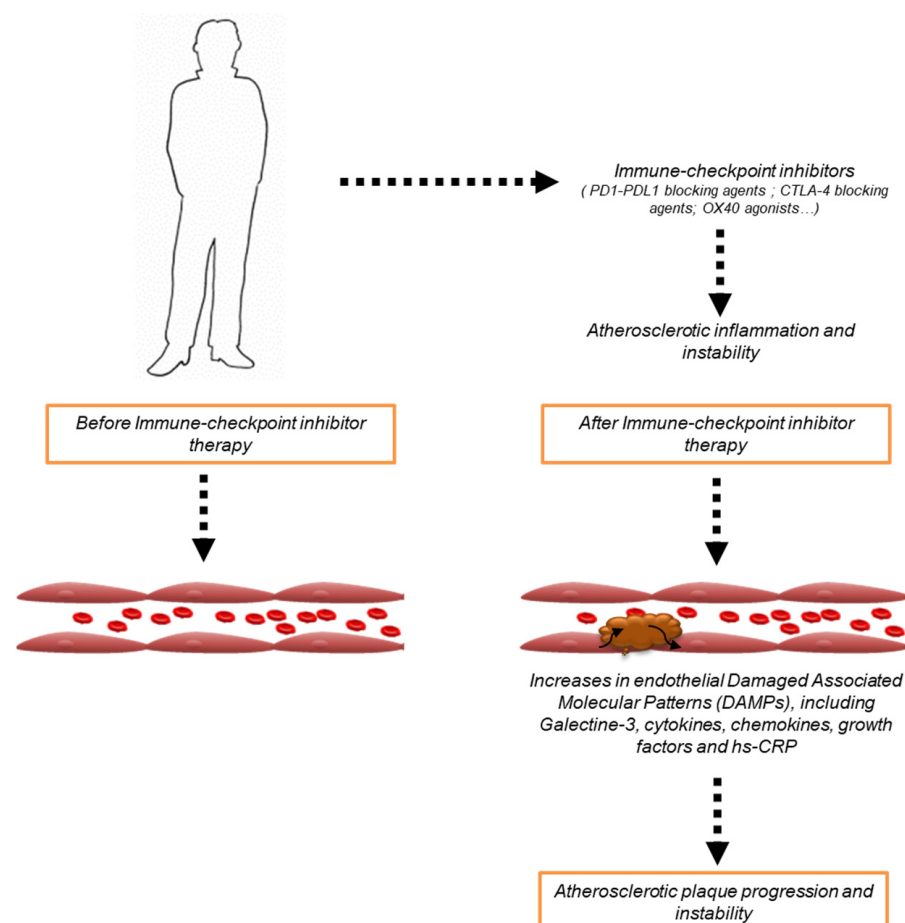 Immune-checkpoint inhibitors
( PD1-PDL1 blocking agents ; CTLA-4 blocking
agents; OX40 agonists…)
Atherosclerotic inflammation and
instability
Before Immune-checkpoint inhibitor
therapy
After Immune-checkpoint inhibitor
therapy
Increases in endothelial Damaged Associated
Molecular Patterns (DAMPs), including
Galectine-3, cytokines, chemokines, growth
factors and hs-CRP
Atherosclerotic plaque progression and
instability